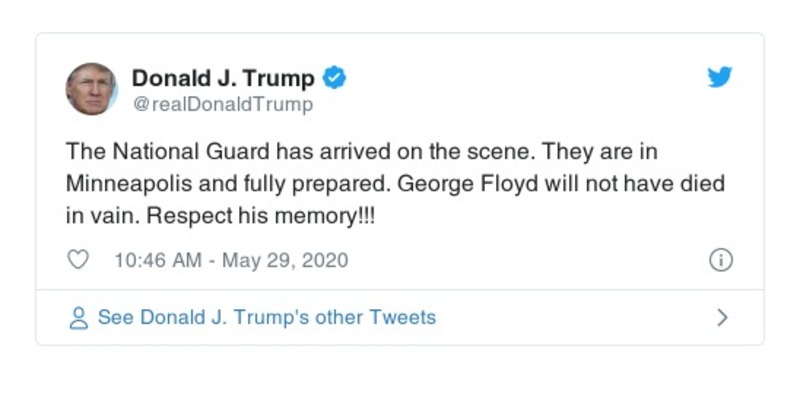 Donald J. Trump
@realDonaldTrump
The National Guard has arrived on the scene. They are in
Minneapolis and fully prepared. George Floyd will not have died
in vain. Respect his memory!!!
10:46 AM - May 29, 2020
See Donald J. Trump's other Tweets